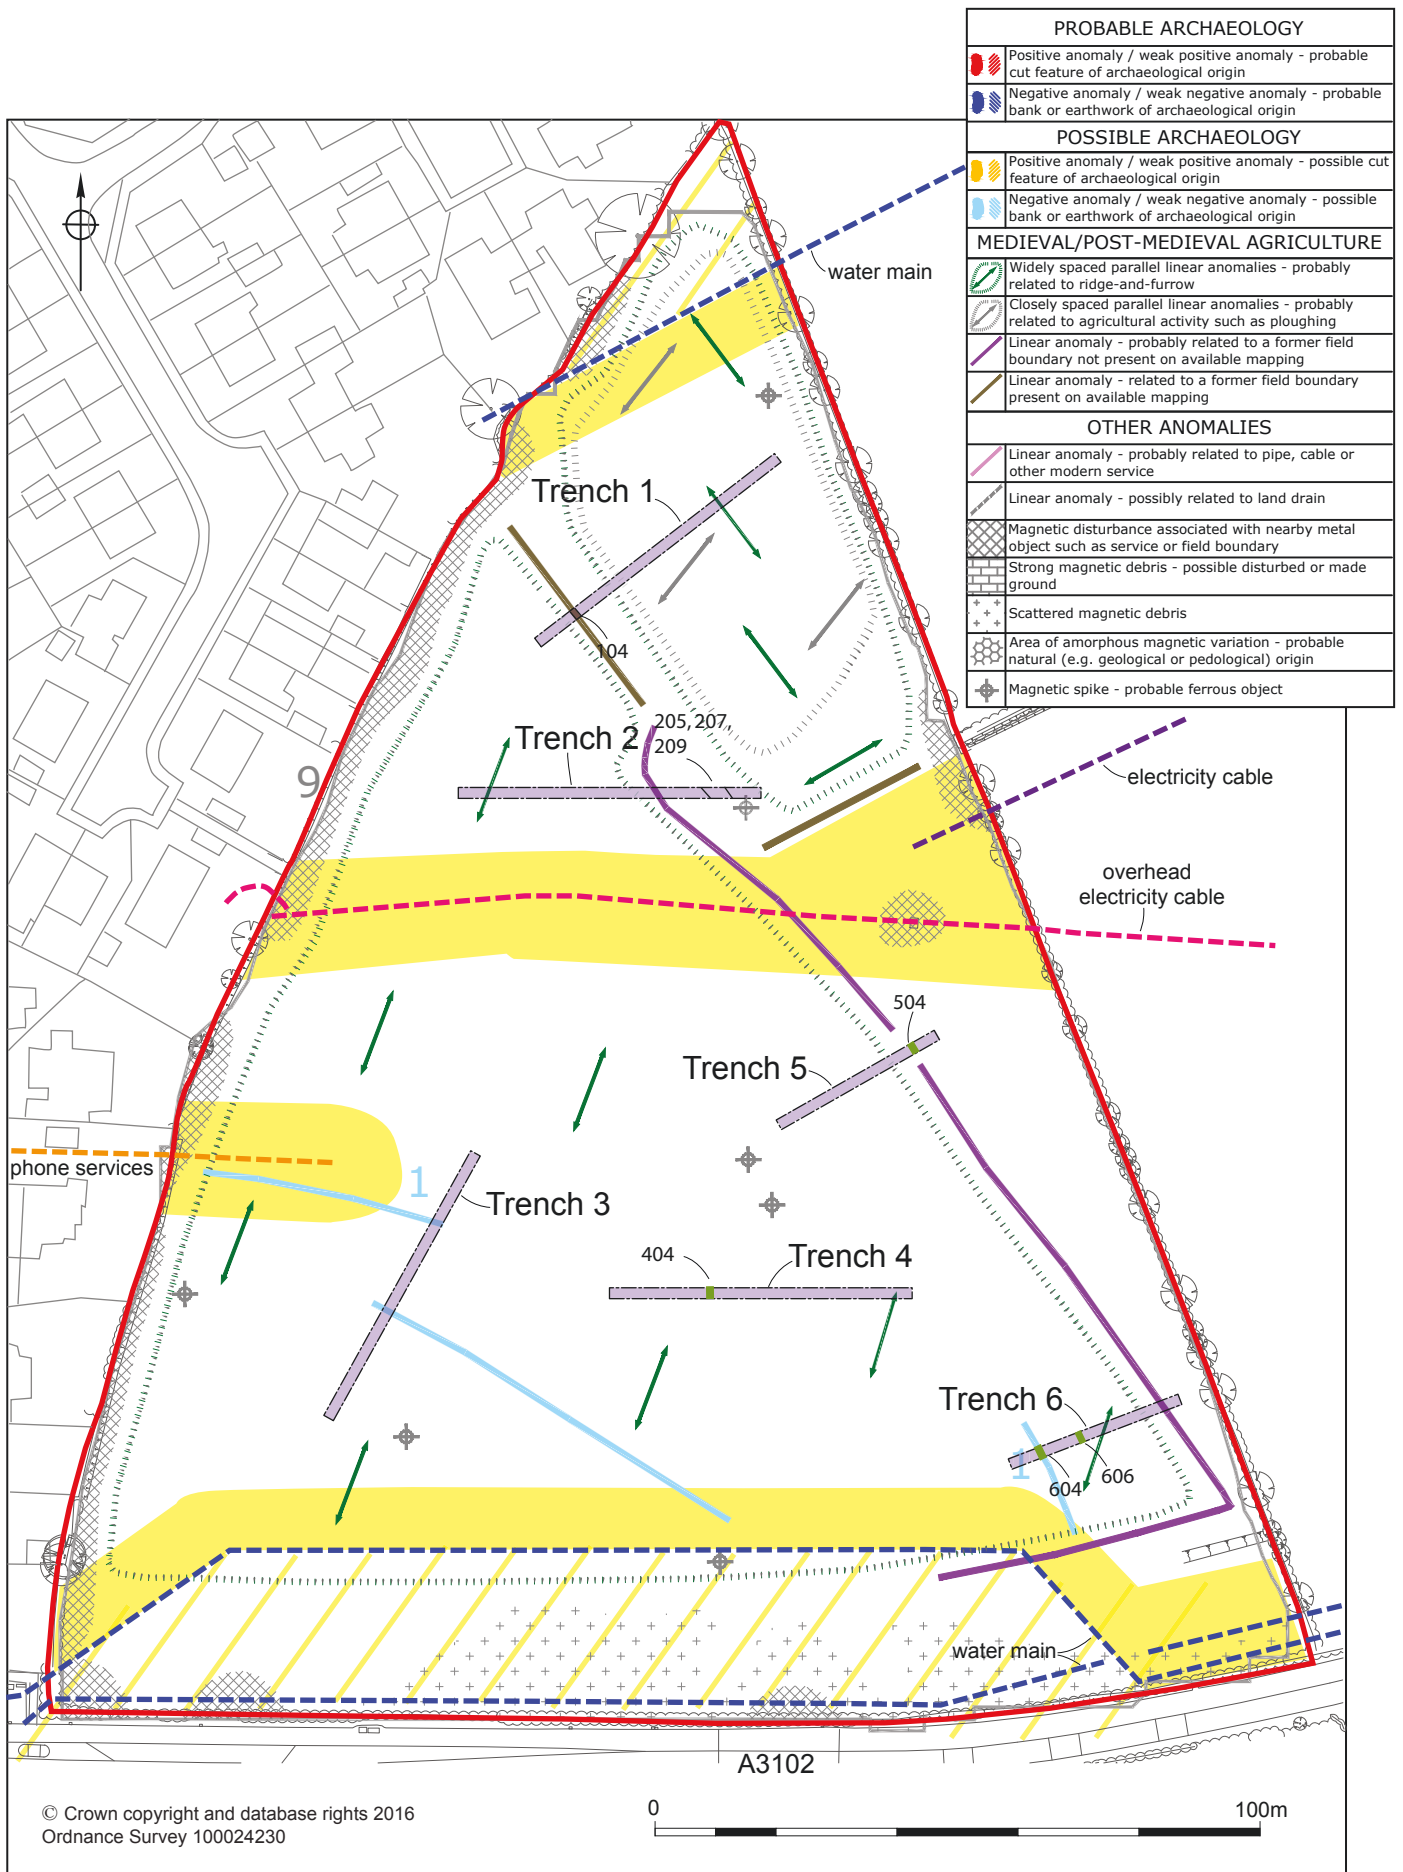 PROBABLE ARCHAEOLOGY
Positive anomaly / weak positive anomaly - probable
cut feature of archaeological origin
Negative anomaly / weak negative anomaly - probable
bank or earthwork of archaeological origin
POSSIBLE ARCHAEOLOGY
Positive anomaly / weak positive anomaly - possible cut
feature of archaeological origin
Negative anomaly / weak negative anomaly - possible
bank or earthwork of archaeological origin
MEDIEVAL/POST-MEDIEVAL AGRICULTURE
Widely spaced parallel linear anomalies - probably
related to ridge-and-furrow
Closely spaced parallel linear anomalies - probably
related to agricultural activity such as ploughing
Linear anomaly - probably related to a former field
boundary not present on available mapping
Linear anomaly - related to a former field boundary
present on available mapping
OTHER ANOMALIES
Linear anomaly - probably related to pipe, cable or
other modern service
Linear anomaly - possibly related to land drain
Magnetic disturbance associated with nearby metal
object such as service or field boundary
Strong magnetic debris - possible disturbed or made
ground
Scattered magnetic debris
Area of amorphous magnetic variation - probable
natural (e.g. geological or pedological) origin
Magnetic spike - probable ferrous object
water main
Trench 1
104
205, 207,
209
Trench 2
9
electricity cable
overhead
electricity cable
504
Trench 5
phone services
1
Trench 3
404
Trench 4
Trench 6
1
604
606
water main
A3102
© Crown copyright and database rights 2016
Ordnance Survey 100024230
0
100m